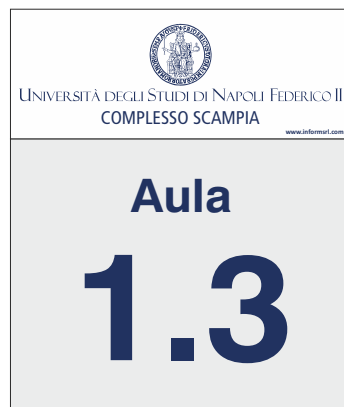 UNIVERSITÀ DEGLI STUDI DI NAPOLI FEDERICO II
COMPLESSO SCAMPIA
www.informsrl.com
Aula
1.3